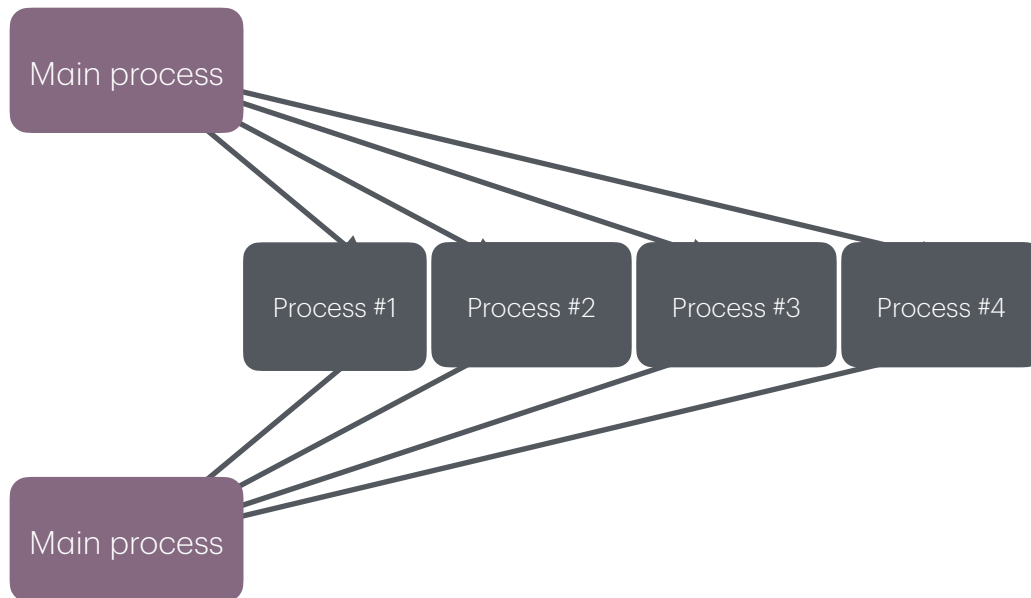 Main process
Process #1
Process #2
Process #3
Process #4
Main process